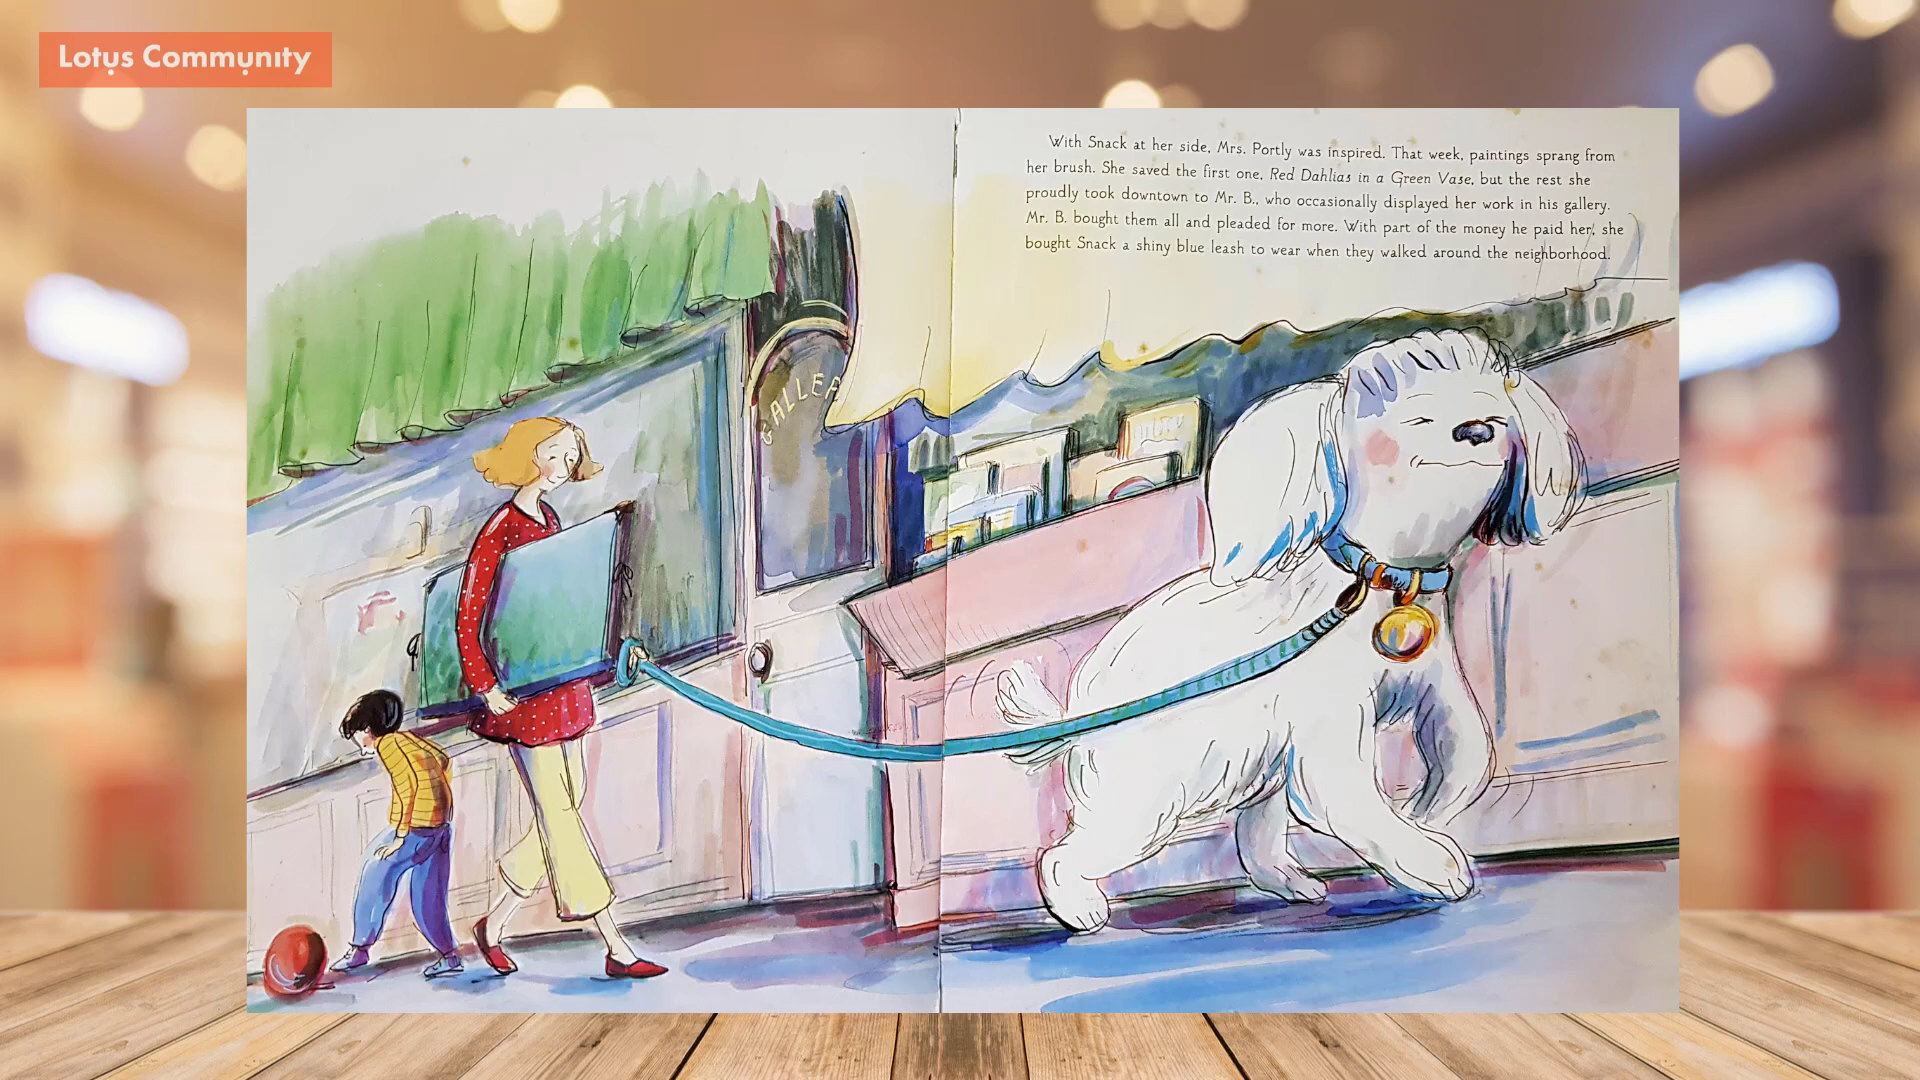 Lotus Community
With Snack at her side, Mrs. Portly was inspired. That week, paintings sprang from
her brush. She saved the first one, Red Dahlias in a Green Vase, but the rest she
proudly took downtown to Mr. B., who occasionally displayed her work in his gallery.
Mr. B. bought them all and pleaded for more. With part of the money he paid her, she
bought Snack a shiny blue leash to wear when they walked around the neighborhood.
GALLER